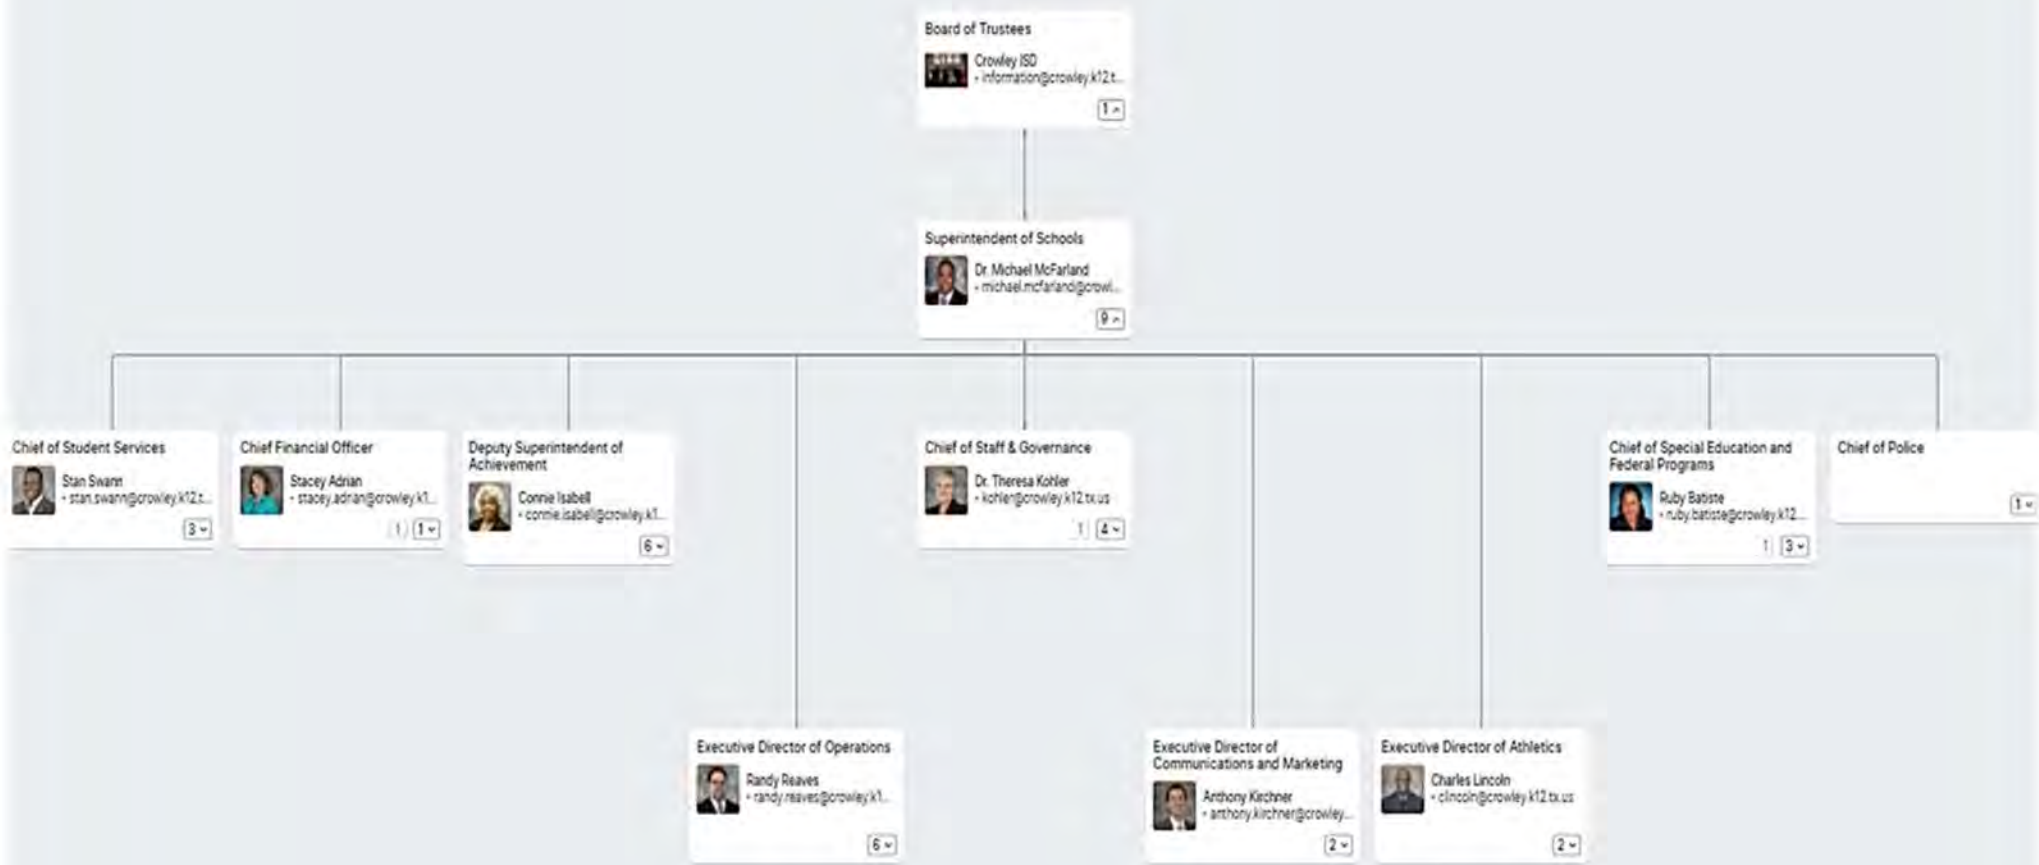 Board of Trustees
Crowley ISD
- information@crowley.k12.t...
1
Superintendent of Schools
Dr. Michael McFarland
- michael.mcfarland@crowl...
9
Chief of Student Services
Stan Swann
- stan.swann@crowley.k12.t...
3
Chief Financial Officer
Stacey Adrian
- stacey.adrian@crowley.k1...
1 1
Deputy Superintendent of
Achievement
Connie Isabell
- connie.isabell@crowley.k1...
6
Chief of Staff & Governance
Dr. Theresa Kohler
- kohler@crowley.k12.tx.us
1 4
Chief of Special Education and
Federal Programs
Ruby Batiste
- ruby.batiste@crowley.k12...
1 3
Chief of Police
1
Executive Director of Operations
Randy Reaves
- randy.reaves@crowley.k1...
6
Executive Director of
Communications and Marketing
Anthony Kirchner
- anthony.kirchner@crowley...
2
Executive Director of Athletics
Charles Lincoln
- clincoln@crowley.k12.tx.us
2